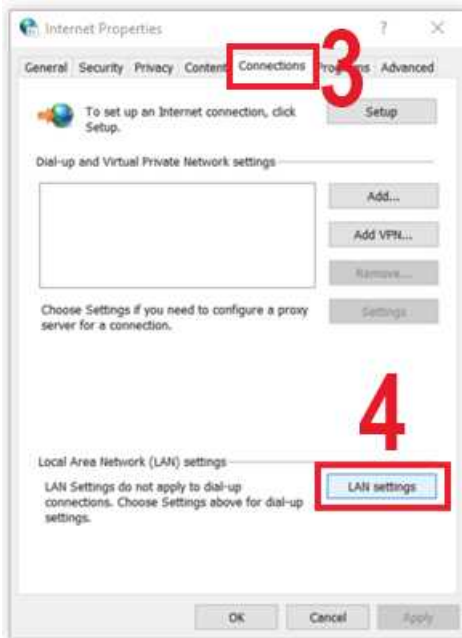 Internet Properties
?
General Security Privacy Content Connections Programs Advanced
3
To set up an Internet connection, click
Setup.
Setup
Dial-up and Virtual Private Network settings
Add...
Add VPN...
Remove...
Choose Settings if you need to configure a proxy
server for a connection.
Settings
4
Local Area Network (LAN) settings
LAN Settings do not apply to dial-up
connections. Choose Settings above for dial-up
settings.
LAN settings
OK Cancel Apply